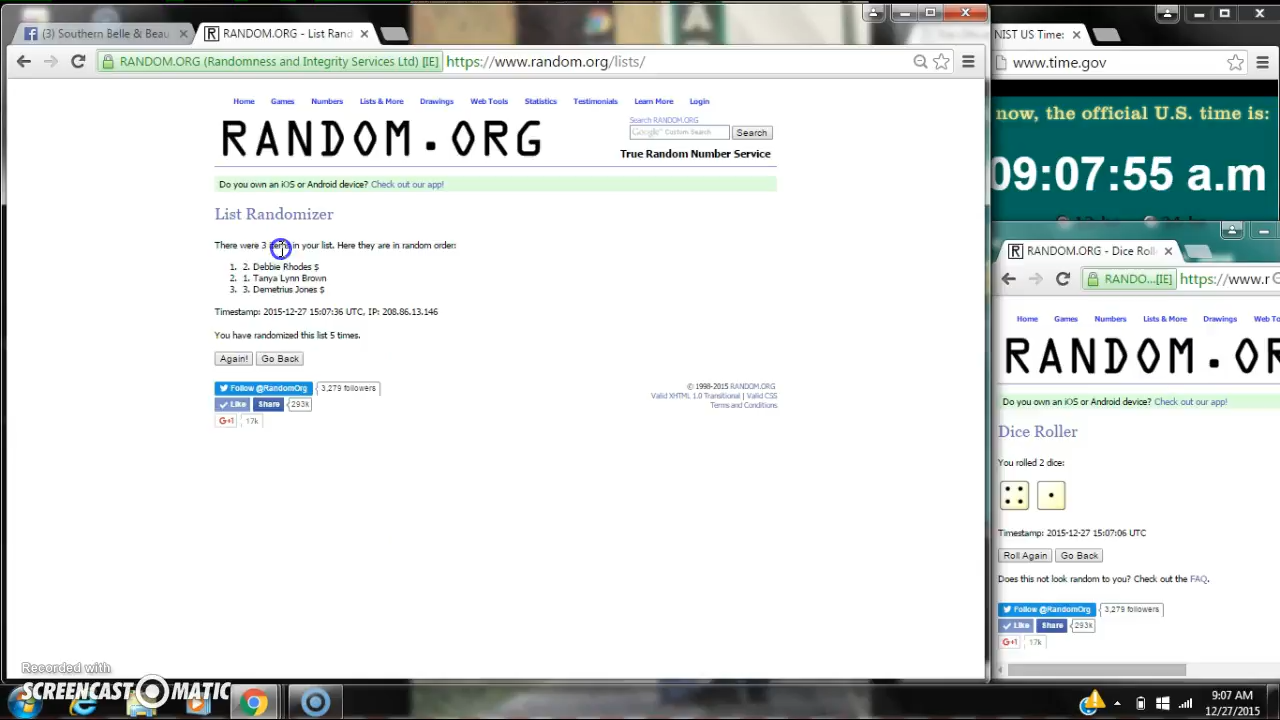 (3) Southern Belle & Beau
RANDOM.ORG - List Rand
RANDOM.ORG (Randomness and Integrity Services Ltd) [IE]
https://www.random.org/lists/
Home Games Numbers Lists & More Drawings Web Tools Statistics Testimonials Learn More Login
RANDOM.ORG
Search RANDOM.ORG
Google Custom Search
Search
True Random Number Service
Do you own an iOS or Android device? Check out our app!
List Randomizer
There were 3 items in your list. Here they are in random order:
1. 2. Debbie Rhodes $
2. 1. Tanya Lynn Brown
3. 3. Demetrius Jones $
Timestamp: 2015-12-27 15:07:36 UTC, IP: 208.86.13.146
You have randomized this list 5 times.
Again! Go Back
Follow @RandomOrg 3,279 followers
Like Share 293k
G+1 17k
© 1998-2015 RANDOM.ORG
Valid XHTML 1.0 Transitional | Valid CSS
Terms and Conditions
NIST US Time:
www.time.gov
now, the official U.S. time is:
09:07:55 a.m
RANDOM.ORG - Dice Roll
RANDO...[IE] https://www.r
Home Games Numbers Lists & More Drawings Web To
RANDOM.OR
Do you own an iOS or Android device? Check out our app!
Dice Roller
You rolled 2 dice:
Timestamp: 2015-12-27 15:07:06 UTC
Roll Again Go Back
Does this not look random to you? Check out the FAQ.
Follow @RandomOrg 3,279 followers
Like Share 293k
G+1 17k
Recorded with
SCREENCAST-O-MATIC
9:07 AM
12/27/2015